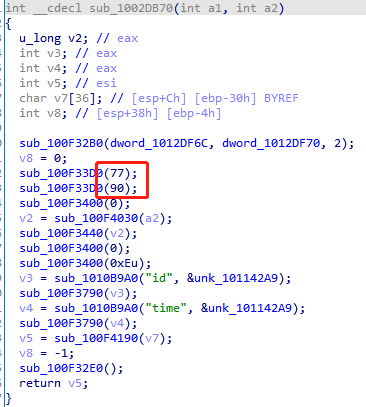 int __cdecl sub_1002DB70(int a1, int a2)
{
u_long v2; // eax
int v3; // eax
int v4; // eax
int v5; // esi
char v7[36]; // [esp+Ch] [ebp-30h] BYREF
int v8; // [esp+38h] [ebp-4h]
sub_100F32B0(dword_1012DF6C, dword_1012DF70, 2);
v8 = 0;
sub_100F33D0(77);
sub_100F33D0(90);
sub_100F3400(0);
v2 = sub_100F4030(a2);
sub_100F3440(v2);
sub_100F3400(0);
sub_100F3400(0xEu);
v3 = sub_1010B9A0("id", &unk_101142A9);
sub_100F3790(v3);
v4 = sub_1010B9A0("time", &unk_101142A9);
sub_100F3790(v4);
v5 = sub_100F4190(v7);
v8 = -1;
sub_100F32E0();
return v5;
}